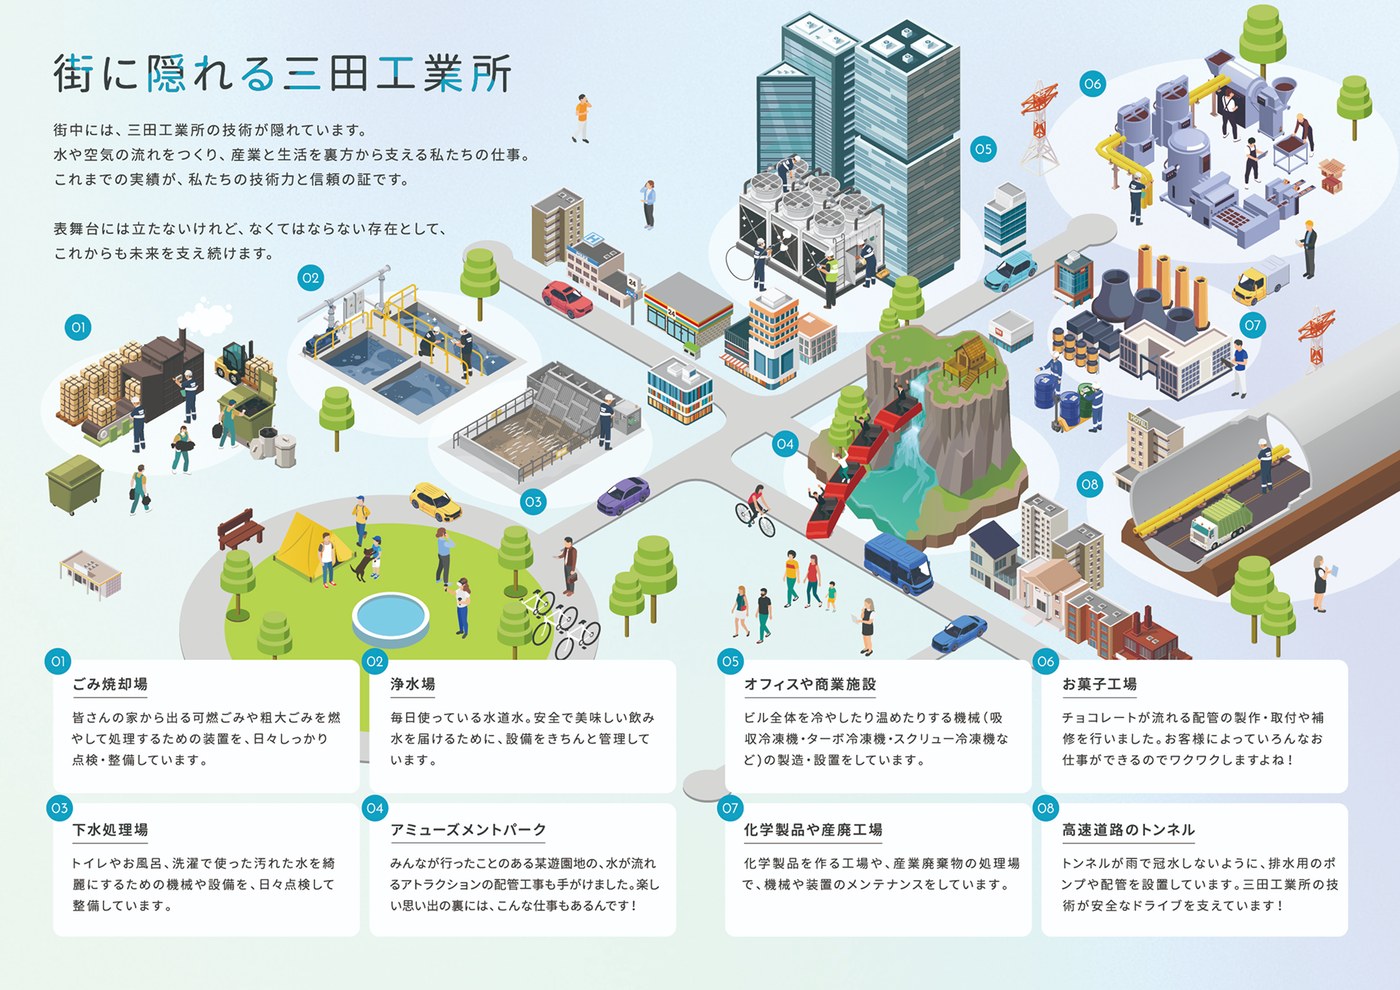 街に隠れる三田工業所
街中には、三田工業所の技術が隠れています。
水や空気の流れをつくり、産業と生活を裏方から支える私たちの仕事。
これまでの実績が、私たちの技術力と信頼の証です。
表舞台には立たないけれど、なくてはならない存在として、
これからも未来を支え続けます。
01
02
03
04
05
06
07
08
H
24
24
HOTEL
01
ごみ焼却場
皆さんの家から出る可燃ごみや粗大ごみを燃
やして処理するための装置を、日々しっかり
点検・整備しています。
02
浄水場
毎日使っている水道水。安全で美味しい飲み
水を届けるために、設備をきちんと管理して
います。
03
下水処理場
トイレやお風呂、洗濯で使った汚れた水を綺
麗にするための機械や設備を、日々点検して
整備しています。
04
アミューズメントパーク
みんなが行ったことのある某遊園地の、水が流れ
るアトラクションの配管工事も手がけました。楽し
い思い出の裏には、こんな仕事もあるんです！
05
オフィスや商業施設
ビル全体を冷やしたり温めたりする機械（吸
収冷凍機・ターボ冷凍機・スクリュー冷凍機な
ど）の製造・設置をしています。
06
お菓子工場
チョコレートが流れる配管の製作・取付や補
修を行いました。お客様によっていろんなお
仕事ができるのでワクワクしますよね！
07
化学製品や産廃工場
化学製品を作る工場や、産業廃棄物の処理場
で、機械や装置のメンテナンスをしています。
08
高速道路のトンネル
トンネルが雨で冠水しないように、排水用のポ
ンプや配管を設置しています。三田工業所の技
術が安全なドライブを支えています！